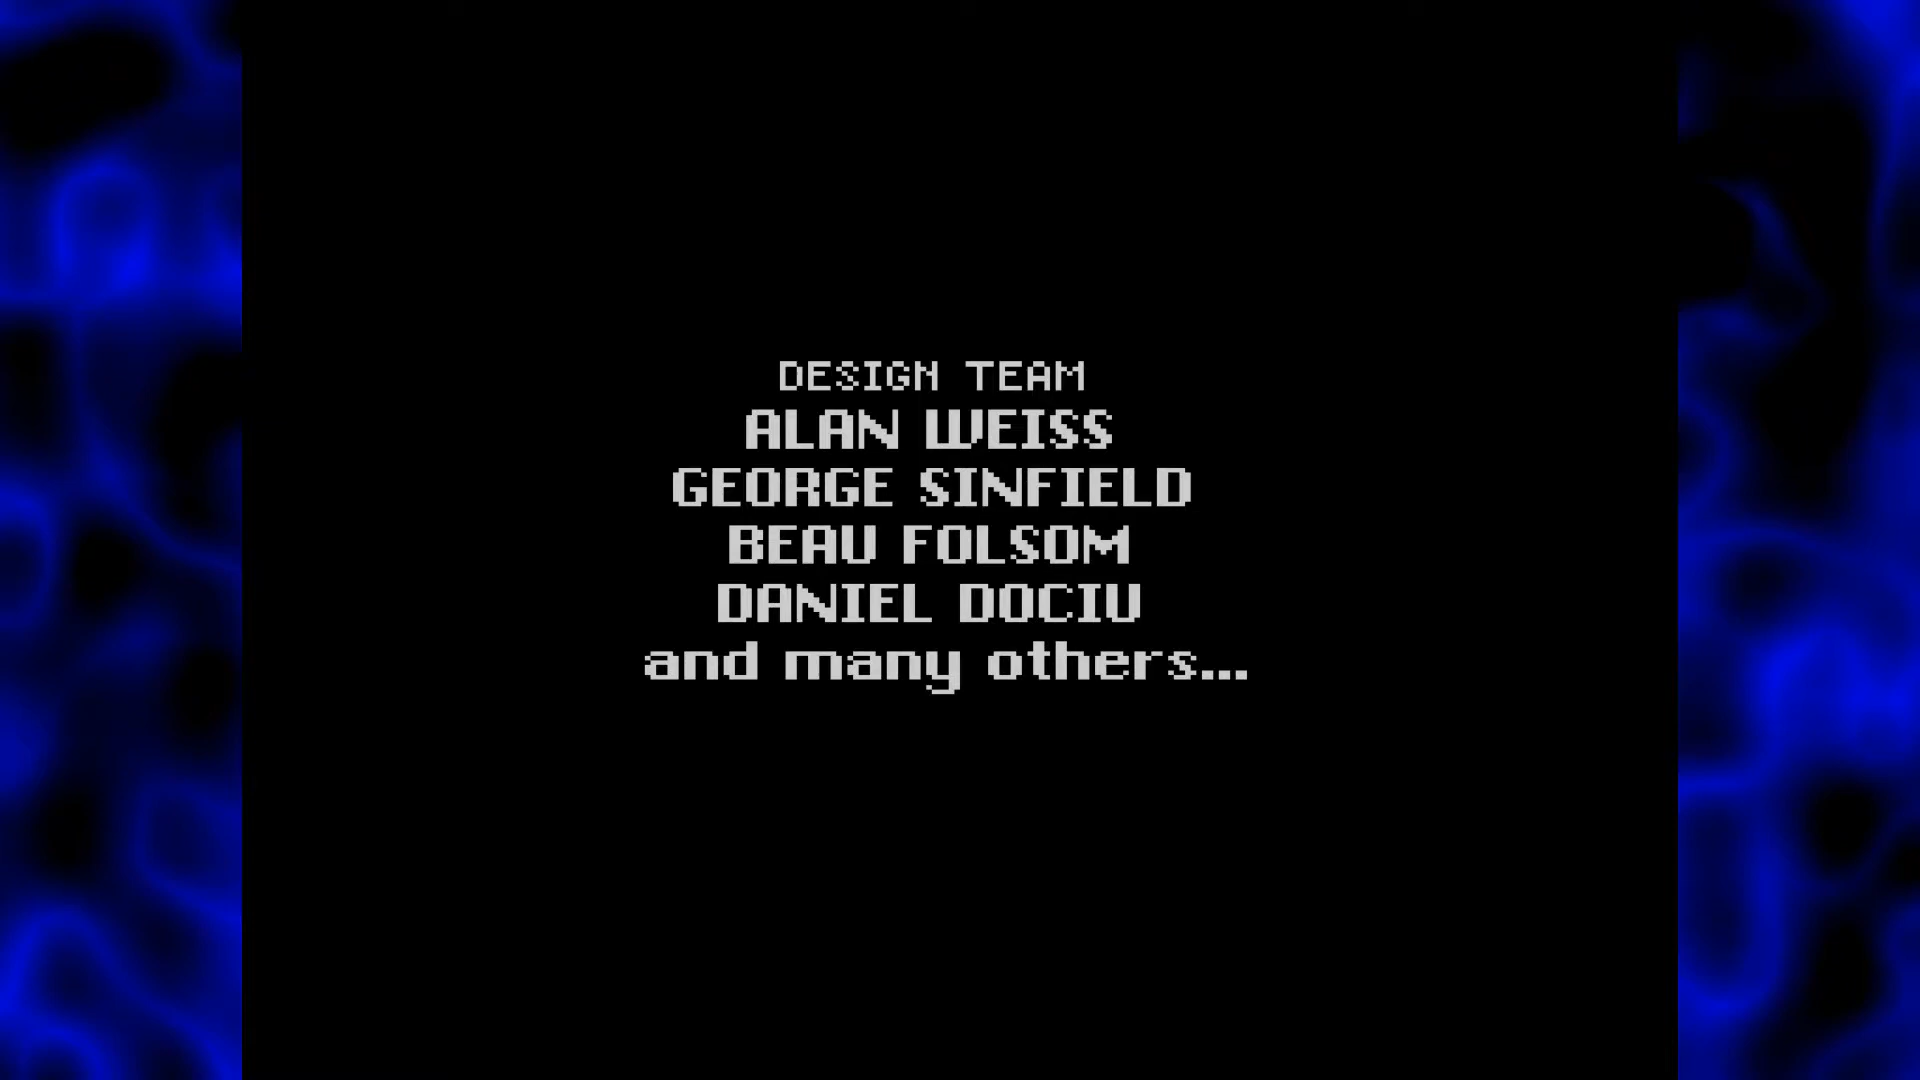 DESIGN TEAM
ALAN WEISS
GEORGE SINFIELD
BEAU FOLSOM
DANIEL DOCIU
and many others...